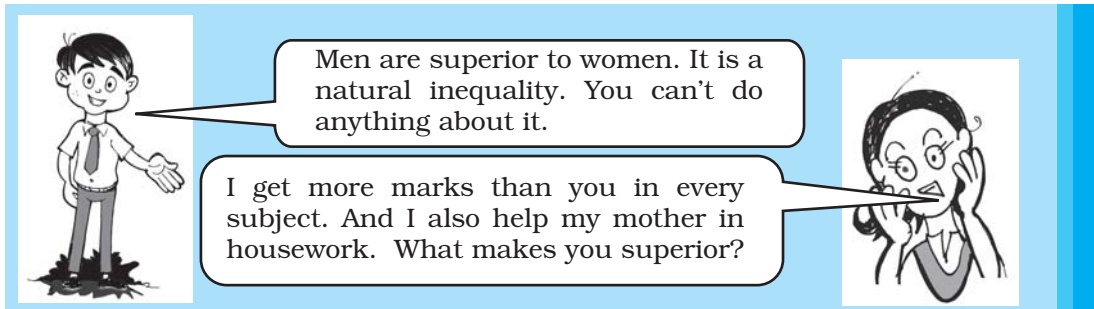 Men are superior to women. It is a
natural inequality. You can’t do
anything about it.
I get more marks than you in every
subject. And I also help my mother in
housework. What makes you superior?